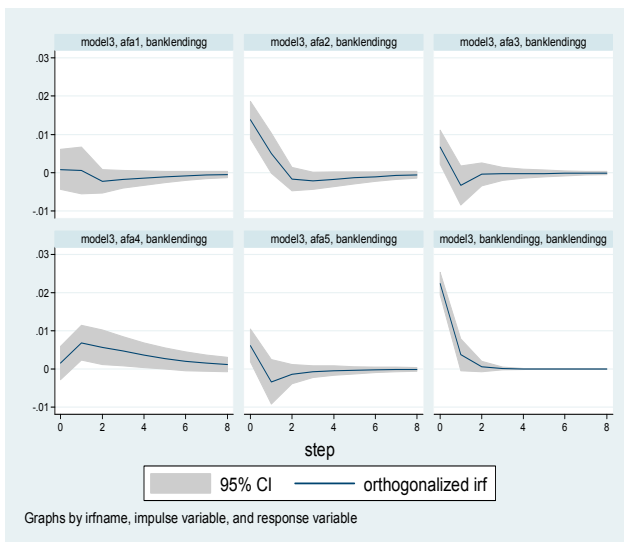 model3, afa1, banklendingg
model3, afa2, banklendingg
model3, afa3, banklendingg
.03
.02
.01
0
-.01
model3, afa4, banklendingg
model3, afa5, banklendingg
model3, banklendingg, banklendingg
.03
.02
.01
0
-.01
0 2 4 6 8
0 2 4 6 8
0 2 4 6 8
step
95% CI
orthogonalized irf
Graphs by irfname, impulse variable, and response variable